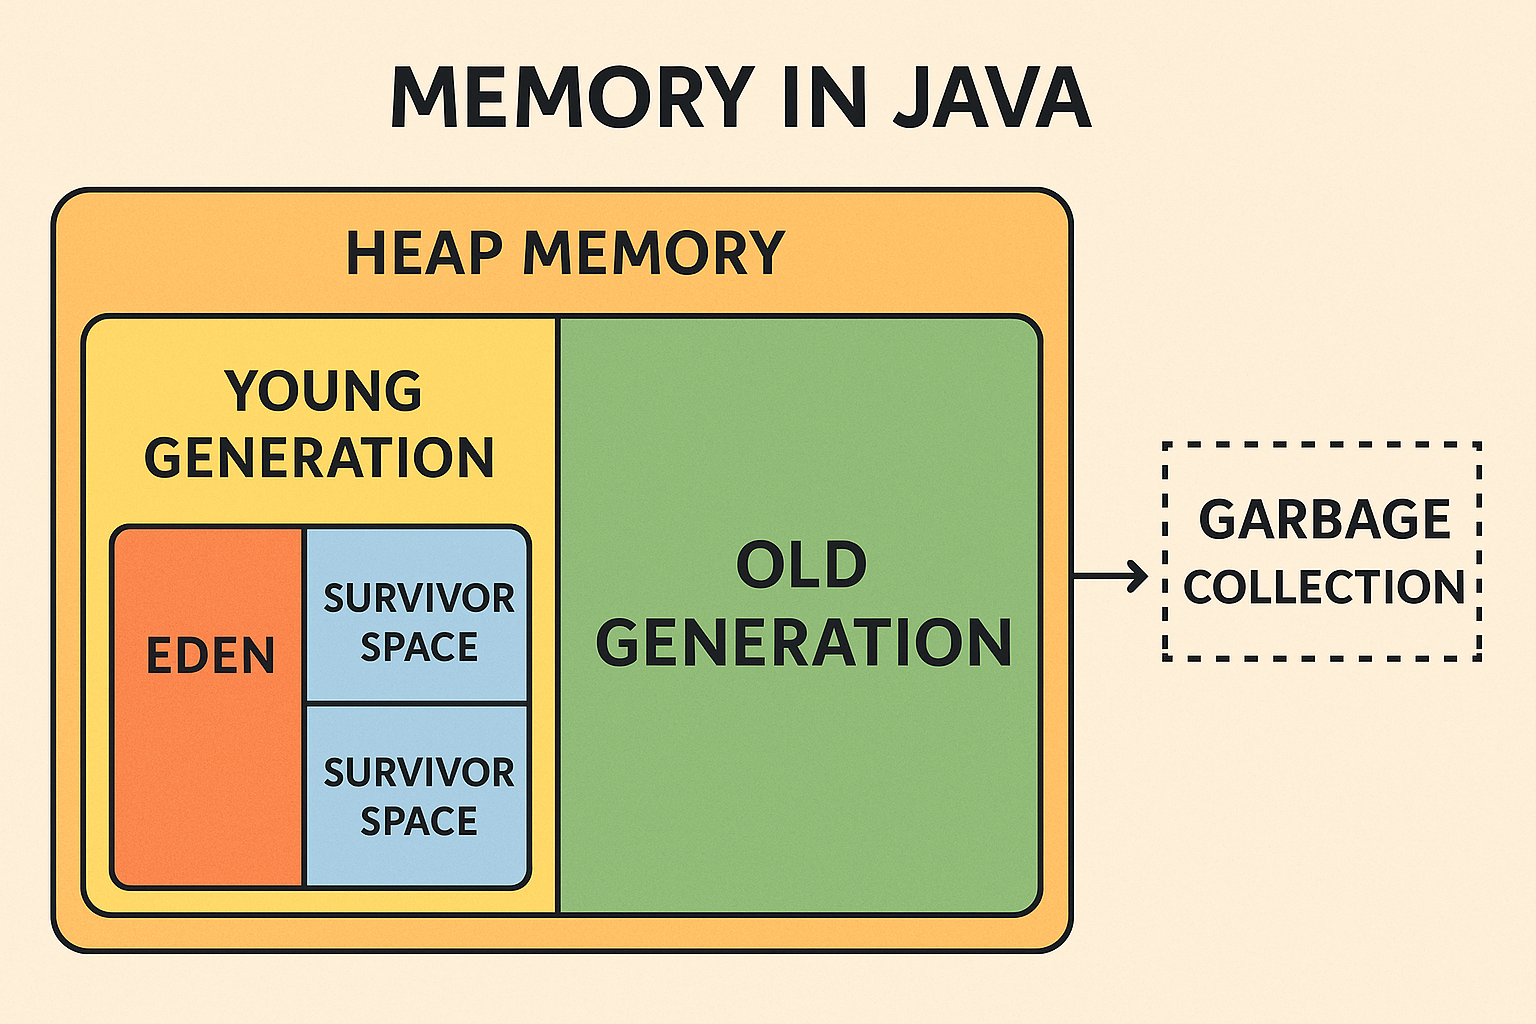 MEMORY IN JAVA
HEAP MEMORY
YOUNG
GENERATION
EDEN
SURVIVOR
SPACE
SURVIVOR
SPACE
OLD
GENERATION
GARBAGE
COLLECTION